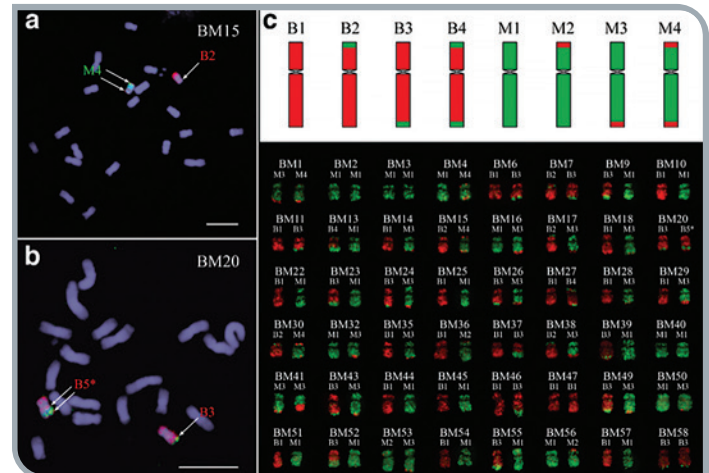 a
BM15
B2
M4
b
BM20
B5*
B3
c
B1 B2 B3 B4 M1 M2 M3 M4
BM1 BM2 BM3 BM4 BM6 BM7 BM9 BM10
M3 M4 M1 M1 M1 M1 M1 M4 B1 B3 B2 B3 B3 M1 B1 M1
BM11 BM13 BM14 BM15 BM16 BM17 BM18 BM20
B1 B3 B4 M1 B1 M3 B2 M4 M1 M3 B2 M3 B1 M3 B3 B5*
BM22 BM23 BM24 BM25 BM26 BM27 BM28 BM29
B1 M1 B3 M1 B3 M3 B1 M1 B3 M3 B1 B4 B1 M1 B1 M3
BM30 BM32 BM35 BM36 BM37 BM38 BM39 BM40
B2 M4 M1 M3 B1 M3 B1 M2 B1 B3 B2 M3 B3 M1 M1 M1
BM41 BM43 BM44 BM45 BM46 BM47 BM49 BM50
M3 M3 B3 M3 B1 M1 M1 M1 B1 M1 B1 B1 B3 M3 M1 M3
BM51 BM52 BM53 BM54 BM55 BM56 BM57 BM58
B1 M1 B3 M1 M2 M3 B1 M1 B3 M1 M1 M2 B1 M1 B3 B3